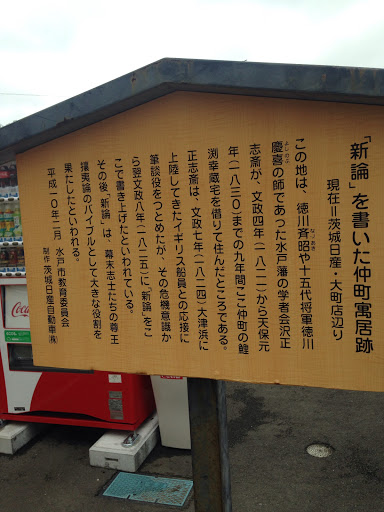 「新論」を書いた仲町寓居跡
現在＝茨城日産・大町店辺り
この地は、徳川斉昭や十五代将軍徳川
なりあき
慶喜の師であった水戸藩の学者会沢正
よしのぶ
志斎が、文政四年(一八二一)から天保元
年(一八三〇)までの九年間ここ仲町の鯉
渕幸蔵宅を借りて住んだところである。
正志斎は、文政七年(一八二四)大津浜に
上陸してきたイギリス船員との応接に
筆談役をつとめたが、その危機意識か
ら翌文政八年(一八二五)に「新論」をこ
こで書き上げたといわれている。
その後、「新論」は、幕末志士たちの尊王
攘夷論のバイブルとして大きな役割を
果たしたといわれる。
平成一〇年二月 水戸市教育委員会
制作 茨城日産自動車㈱
Coca-Cola